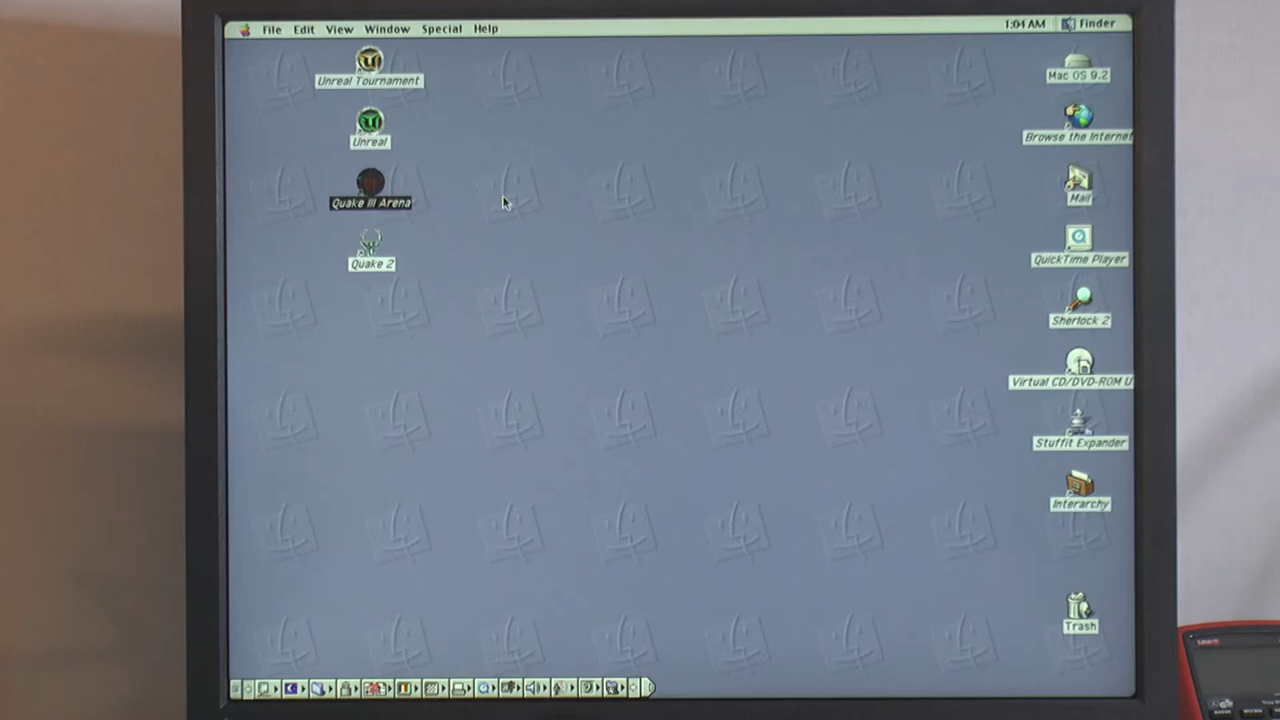 File Edit View Window Special Help 1:04 AM Finder
Unreal Tournament
Unreal
Quake III Arena
Quake 2
Mac OS 9.2
Browse the Internet
Mail
QuickTime Player
Sherlock 2
Virtual CD/DVD-ROM U
StuffIt Expander
Interarchy
Trash
UNI-T